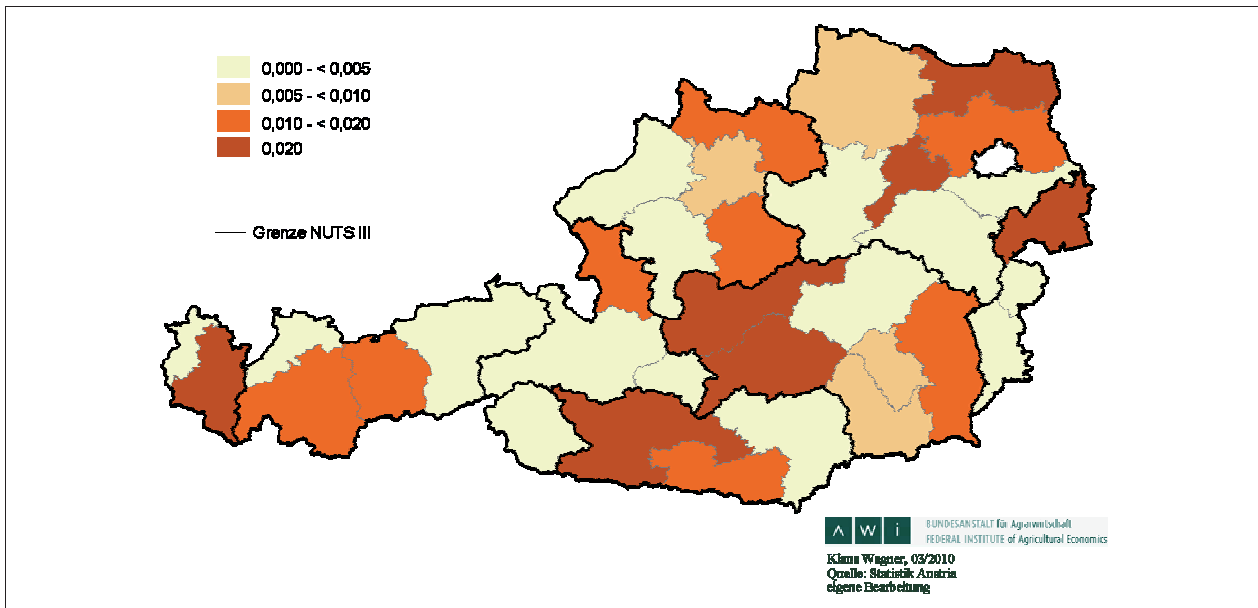 0,000 - < 0,005
0,005 - < 0,010
0,010 - < 0,020
0,020
Grenze NUTS III
AWI
BUNDESANSTALT für Agrarwirtschaft
FEDERAL INSTITUTE of Agricultural Economics
Klaus Wagner, 03/2010
Quelle: Statistik Austria
eigene Bearbeitung